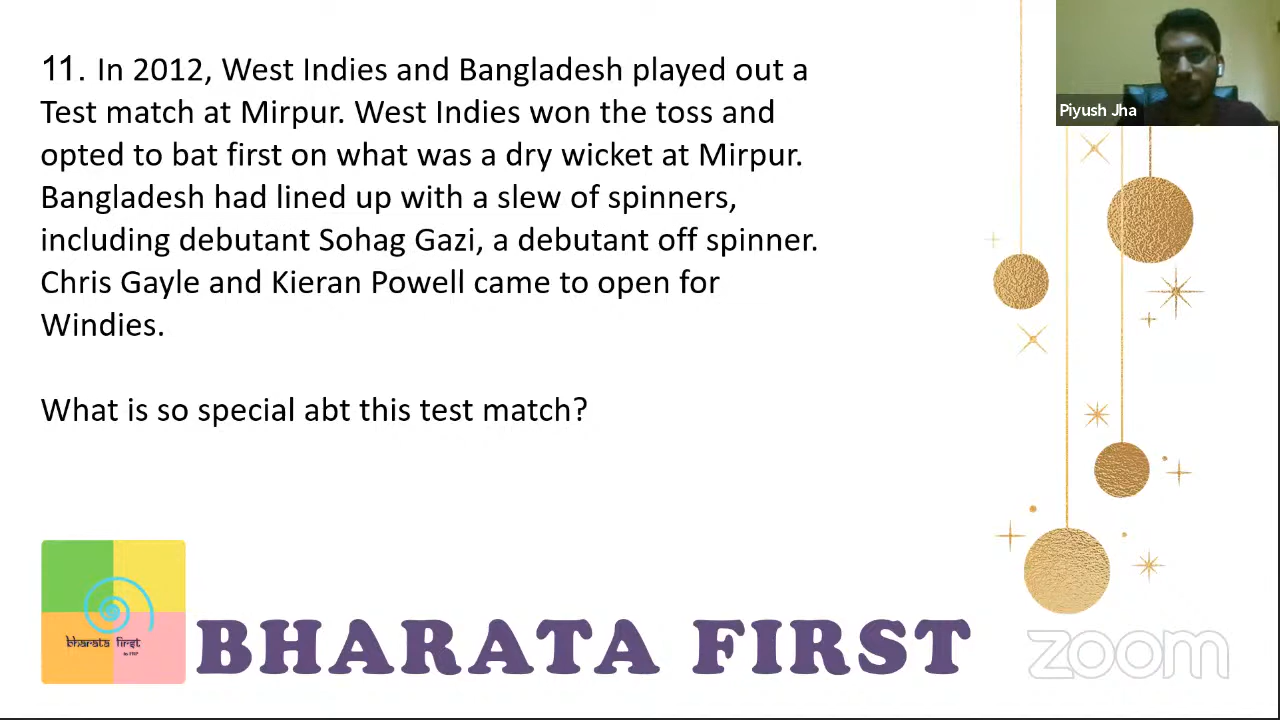 11. In 2012, West Indies and Bangladesh played out a
Test match at Mirpur. West Indies won the toss and
opted to bat first on what was a dry wicket at Mirpur.
Bangladesh had lined up with a slew of spinners,
including debutant Sohag Gazi, a debutant off spinner.
Chris Gayle and Kieran Powell came to open for
Windies.
What is so special abt this test match?
Piyush Jha
bharata first
BHARATA FIRST
zoom